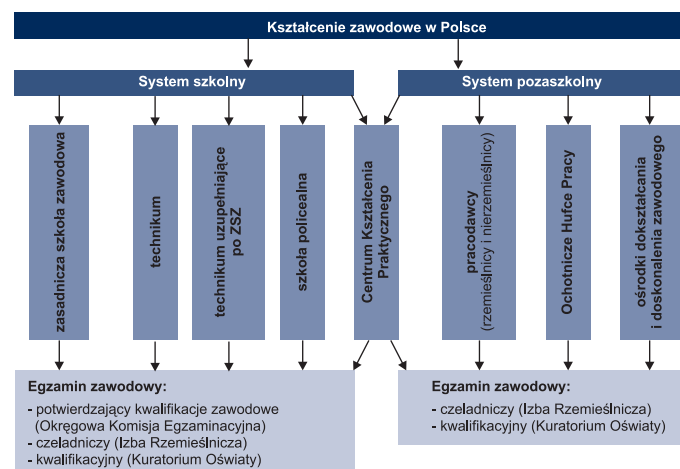 Kształcenie zawodowe w Polsce
System szkolny
System pozaszkolny
zasadnicza szkoła zawodowa
technikum
technikum uzupełniające
po ZSZ
szkoła policealna
Centrum Kształcenia
Praktycznego
pracodawcy
(rzemieślnicy i nierzemieślnicy)
Ochotnicze Hufce Pracy
ośrodki dokształcania
i doskonalenia zawodowego
Egzamin zawodowy:
- potwierdzający kwalifikacje zawodowe
(Okręgowa Komisja Egzaminacyjna)
- czeladniczy (Izba Rzemieślnicza)
- kwalifikacyjny (Kuratorium Oświaty)
Egzamin zawodowy:
- czeladniczy (Izba Rzemieślnicza)
- kwalifikacyjny (Kuratorium Oświaty)